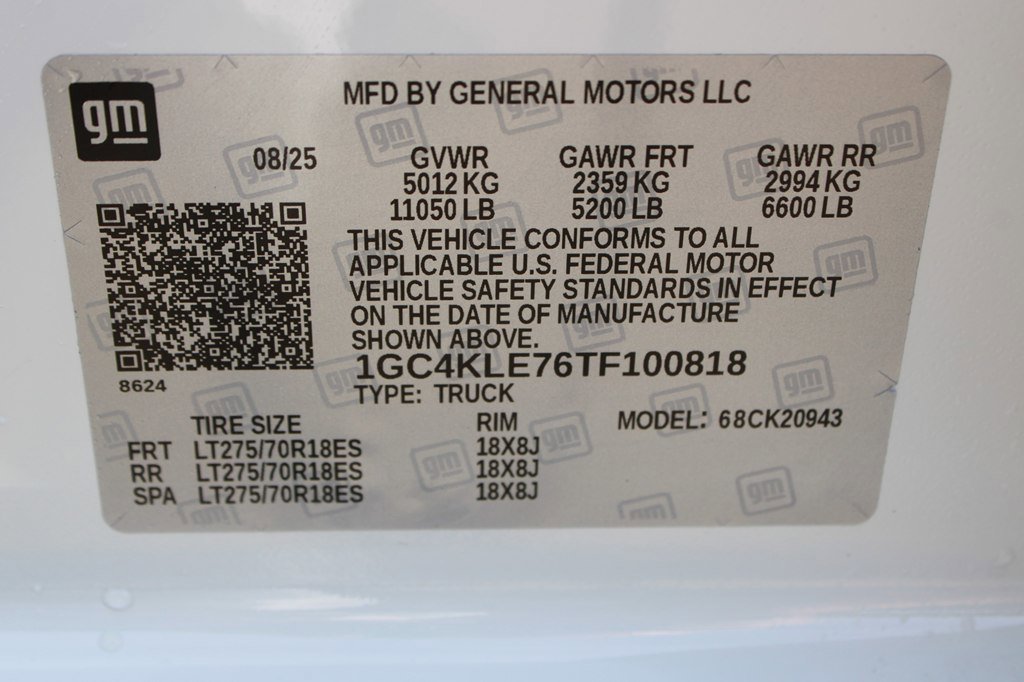 gm
MFD BY GENERAL MOTORS LLC
08/25
GVWR GAWR FRT GAWR RR
5012 KG 2359 KG 2994 KG
11050 LB 5200 LB 6600 LB
THIS VEHICLE CONFORMS TO ALL
APPLICABLE U.S. FEDERAL MOTOR
VEHICLE SAFETY STANDARDS IN EFFECT
ON THE DATE OF MANUFACTURE
SHOWN ABOVE.
1GC4KLE76TF100818
8624
TYPE: TRUCK
TIRE SIZE RIM MODEL: 68CK20943
FRT LT275/70R18ES 18X8J
RR LT275/70R18ES 18X8J
SPA LT275/70R18ES 18X8J